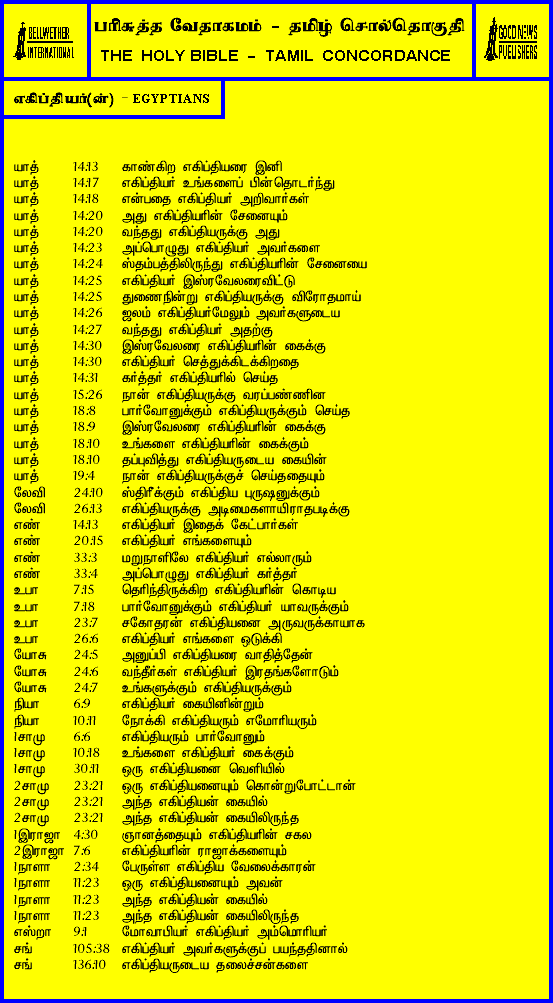 BELLWETHER
INTERNATIONAL
பரிசுத்த வேதாகமம் - தமிழ் சொல்தொகுதி
THE HOLY BIBLE - TAMIL CONCORDANCE
GOOD NEWS
PUBLISHERS
எகிப்தியர்(ன்) - EGYPTIANS
யாத் 14:13 காண்கிற எகிப்தியரை இனி
யாத் 14:17 எகிப்தியர் உங்களைப் பின்தொடர்ந்து
யாத் 14:18 என்பதை எகிப்தியர் அறிவார்கள்
யாத் 14:20 அது எகிப்தியரின் சேனையும்
யாத் 14:20 வந்தது எகிப்தியருக்கு அது
யாத் 14:23 அப்பொழுது எகிப்தியர் அவர்களை
யாத் 14:24 ஸ்தம்பத்திலிருந்து எகிப்தியரின் சேனையை
யாத் 14:25 எகிப்தியர் இஸ்ரவேலரைவிட்டு
யாத் 14:25 துணைநின்று எகிப்தியருக்கு விரோதமாய்
யாத் 14:26 ஜலம் எகிப்தியர்மேலும் அவர்களுடைய
யாத் 14:27 வந்தது எகிப்தியர் அதற்கு
யாத் 14:30 இஸ்ரவேலரை எகிப்தியரின் கைக்கு
யாத் 14:30 எகிப்தியர் செத்துக்கிடக்கிறதை
யாத் 14:31 கர்த்தர் எகிப்தியரில் செய்த
யாத் 15:26 நான் எகிப்தியருக்கு வரப்பண்ணின
யாத் 18:8 பார்வோனுக்கும் எகிப்தியருக்கும் செய்த
யாத் 18:9 இஸ்ரவேலரை எகிப்தியரின் கைக்கு
யாத் 18:10 உங்களை எகிப்தியரின் கைக்கும்
யாத் 18:10 தப்புவித்து எகிப்தியருடைய கையின்
யாத் 19:4 நான் எகிப்தியருக்குச் செய்ததையும்
லேவி 24:10 ஸ்திரீக்கும் எகிப்திய புருஷனுக்கும்
லேவி 26:13 எகிப்தியருக்கு அடிமைகளாயிராதபடிக்கு
எண் 14:13 எகிப்தியர் இதைக் கேட்பார்கள்
எண் 20:15 எகிப்தியர் எங்களையும்
எண் 33:3 மறுநாளிலே எகிப்தியர் எல்லாரும்
எண் 33:4 அப்பொழுது எகிப்தியர் கர்த்தர்
உபா 7:15 தெரிந்திருக்கிற எகிப்தியரின் கொடிய
உபா 7:18 பார்வோனுக்கும் எகிப்தியர் யாவருக்கும்
உபா 23:7 சகோதரன் எகிப்தியனை அருவருக்காயாக
உபா 26:6 எகிப்தியர் எங்களை ஒடுக்கி
யோசு 24:5 அனுப்பி எகிப்தியரை வாதித்தேன்
யோசு 24:6 வந்தீர்கள் எகிப்தியர் இரதங்களோடும்
யோசு 24:7 உங்களுக்கும் எகிப்தியருக்கும்
நியா 6:9 எகிப்தியர் கையினின்றும்
நியா 10:11 நோக்கி எகிப்தியரும் எமோரியரும்
1சாமு 6:6 எகிப்தியரும் பார்வோனும்
1சாமு 10:18 உங்களை எகிப்தியர் கைக்கும்
1சாமு 30:11 ஒரு எகிப்தியனை வெளியில்
2சாமு 23:21 ஒரு எகிப்தியனையும் கொன்றுபோட்டான்
2சாமு 23:21 அந்த எகிப்தியன் கையில்
2சாமு 23:21 அந்த எகிப்தியன் கையிலிருந்த
1இராஜா 4:30 ஞானத்தையும் எகிப்தியரின் சகல
2இராஜா 7:6 எகிப்தியரின் ராஜாக்களையும்
1நாளா 2:34 பேருள்ள எகிப்திய வேலைக்காரன்
1நாளா 11:23 ஒரு எகிப்தியனையும் அவன்
1நாளா 11:23 அந்த எகிப்தியன் கையில்
1நாளா 11:23 அந்த எகிப்தியன் கையிலிருந்த
எஸ்றா 9:1 மோவாபியர் எகிப்தியர் அம்மொரியர்
சங் 105:38 எகிப்தியர் அவர்களுக்குப் பயந்ததினால்
சங் 136:10 எகிப்தியருடைய தலைச்சன்களை